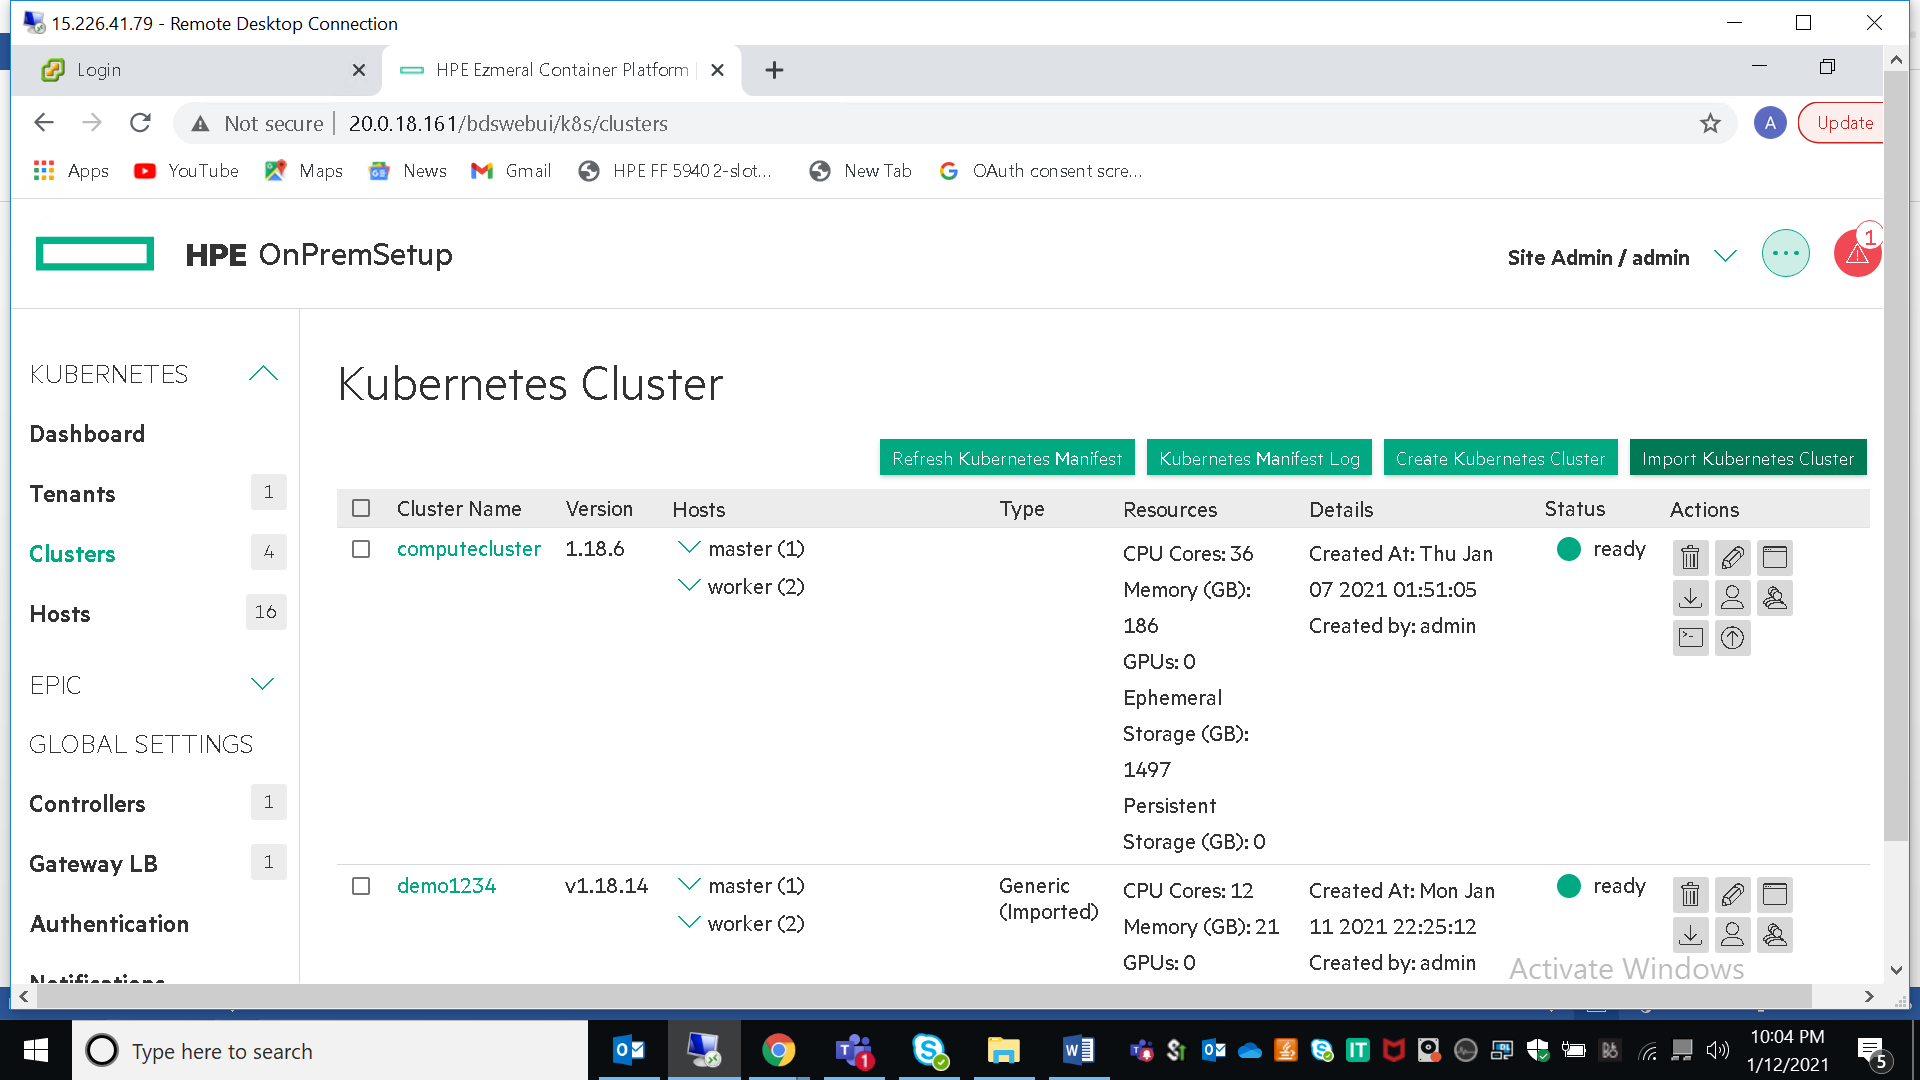 15.226.41.79 - Remote Desktop Connection
Login
HPE Ezmeral Container Platform
Not secure
20.0.18.161/bdswebui/k8s/clusters
A
Update
Apps
YouTube
Maps
News
Gmail
HPE FF 5940 2-slot...
New Tab
OAuth consent scre...
HPE OnPremSetup
Site Admin / admin
1
KUBERNETES
Dashboard
Tenants 1
Clusters 4
Hosts 16
EPIC
GLOBAL SETTINGS
Controllers 1
Gateway LB 1
Authentication
Notifications
Kubernetes Cluster
Refresh Kubernetes Manifest
Kubernetes Manifest Log
Create Kubernetes Cluster
Import Kubernetes Cluster
Cluster Name Version Hosts Type Resources Details Status Actions
computecluster 1.18.6
master (1)
worker (2)
CPU Cores: 36
Memory (GB):
186
GPUs: 0
Ephemeral
Storage (GB):
1497
Persistent
Storage (GB): 0
Created At: Thu Jan
07 2021 01:51:05
Created by: admin
ready
demo1234 v1.18.14
master (1)
worker (2)
Generic
(Imported)
CPU Cores: 12
Memory (GB): 21
GPUs: 0
Created At: Mon Jan
11 2021 22:25:12
Created by: admin
ready
Activate Windows
Type here to search
1
10:04 PM
1/12/2021
5